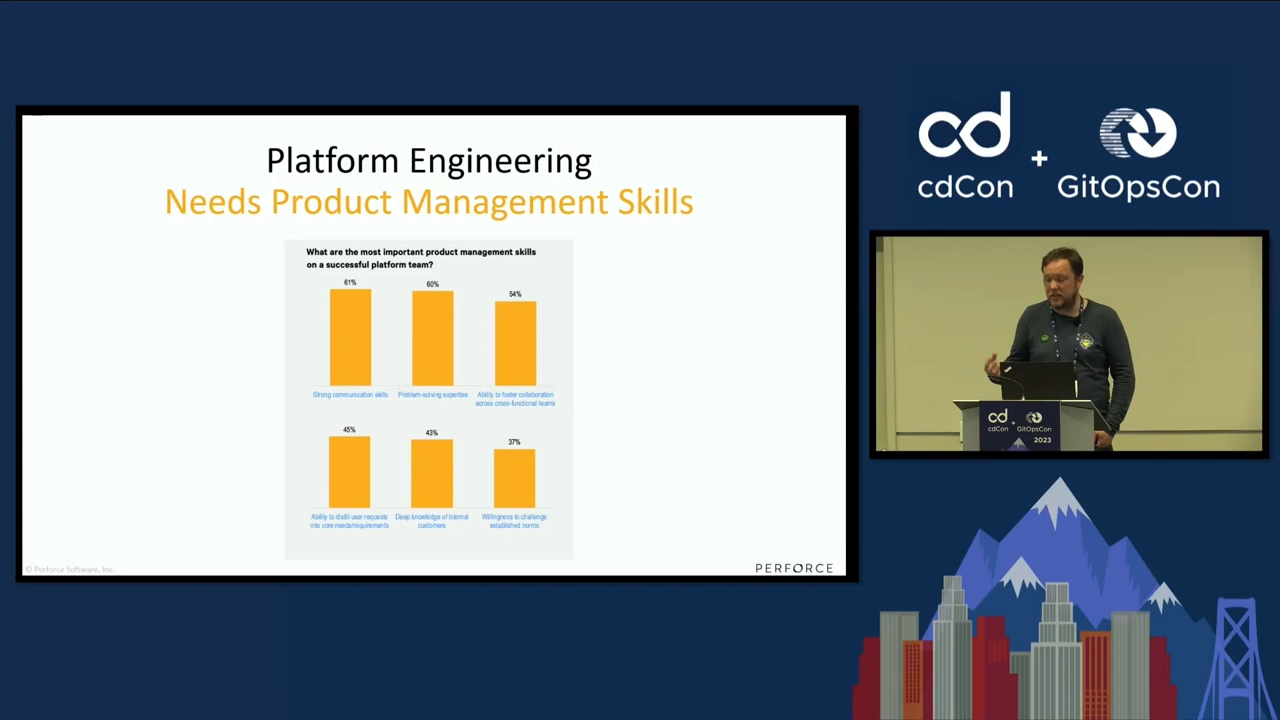 Platform Engineering
Needs Product Management Skills
What are the most important product management skills
on a successful platform team?
61%
60%
54%
Strong communication skills
Problem-solving expertise
Ability to foster collaboration
across cross-functional teams
45%
43%
37%
Ability to distill user requests
into core needs/requirements
Deep knowledge of internal
customers
Willingness to challenge
established norms
© Perforce Software, Inc.
PERFORCE
cd
cdCon
+
GitOpsCon
cd
cdCon
+
GitOpsCon
2023